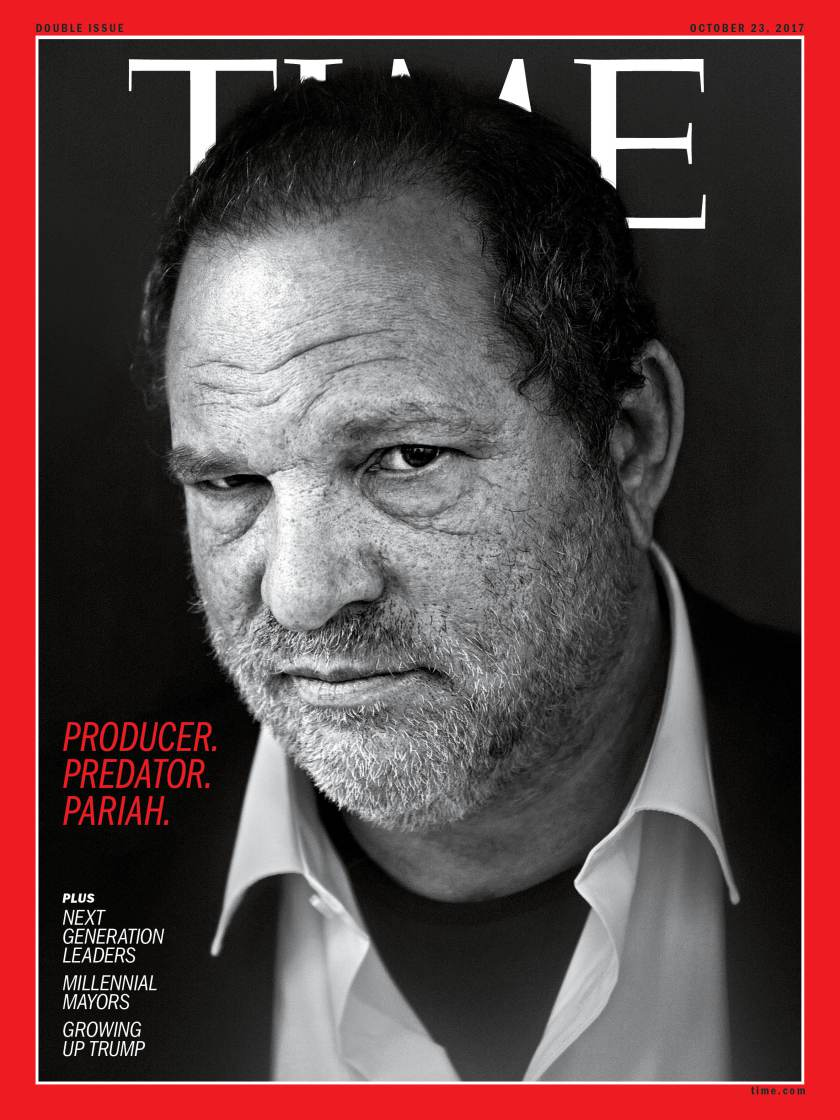 DOUBLE ISSUE
OCTOBER 23, 2017
TIME
PRODUCER.
PREDATOR.
PARIAH.
PLUS
NEXT
GENERATION
LEADERS
MILLENNIAL
MAYORS
GROWING
UP TRUMP
time.com